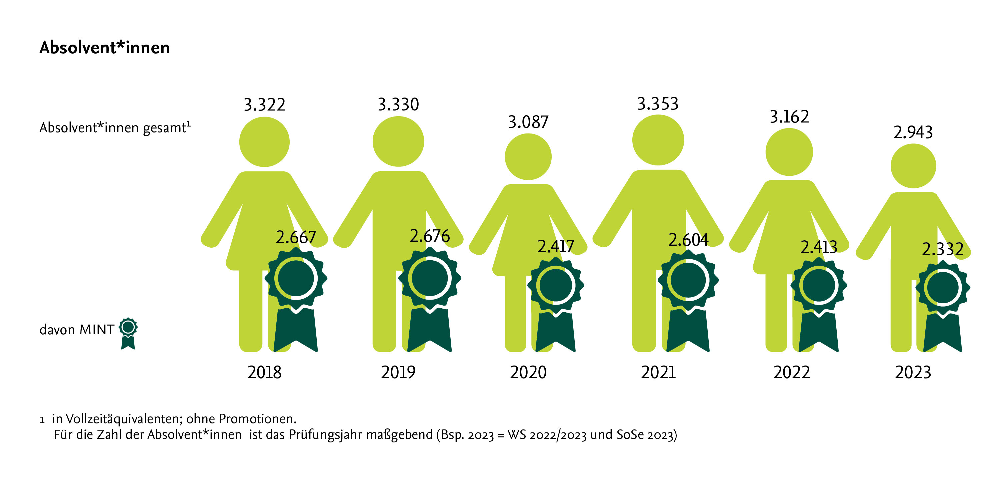 Absolvent*innen
3.322 3.330 3.087 3.353 3.162 2.943
Absolvent*innen gesamt¹
2.667 2.676 2.417 2.604 2.413 2.332
davon MINT
2018 2019 2020 2021 2022 2023
1 in Vollzeitäquivalenten; ohne Promotionen.
Für die Zahl der Absolvent*innen ist das Prüfungsjahr maßgebend (Bsp. 2023 = WS 2022/2023 und SoSe 2023)